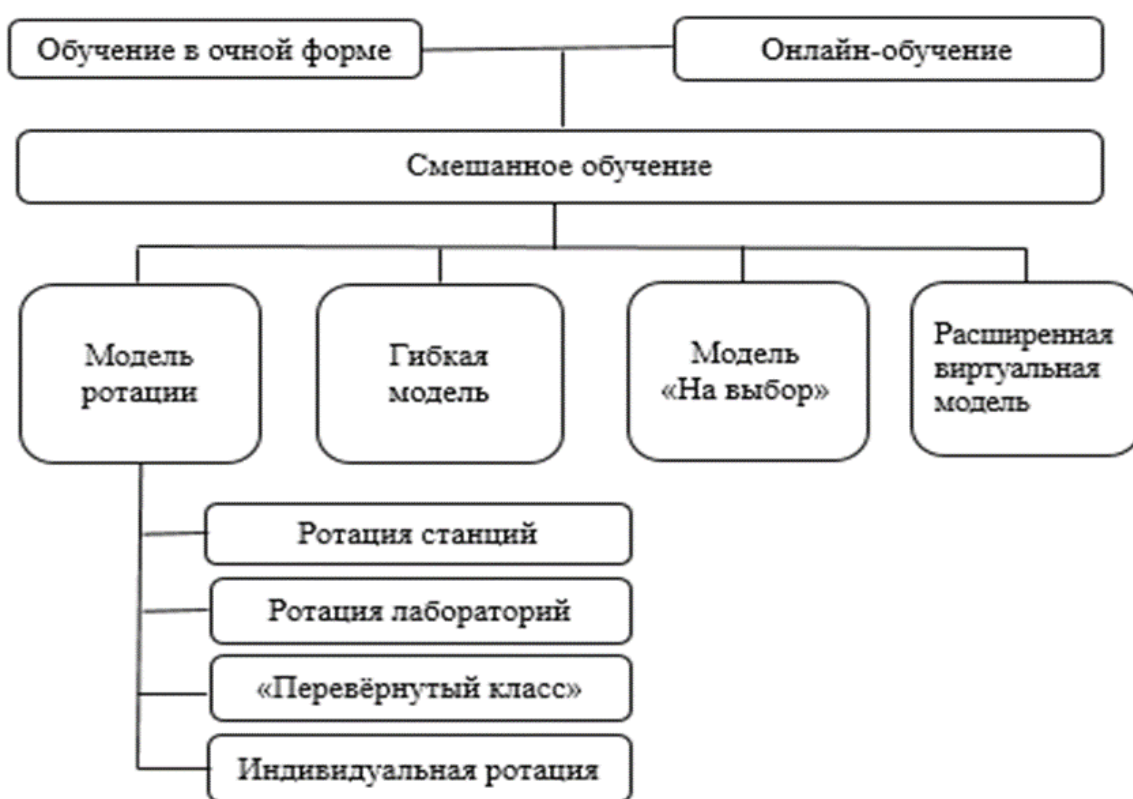 Обучение в очной форме
Онлайн-обучение
Смешанное обучение
Модель
ротации
Гибкая
модель
Модель
«На выбор»
Расширенная
виртуальная
модель
Ротация станций
Ротация лабораторий
«Перевёрнутый класс»
Индивидуальная ротация